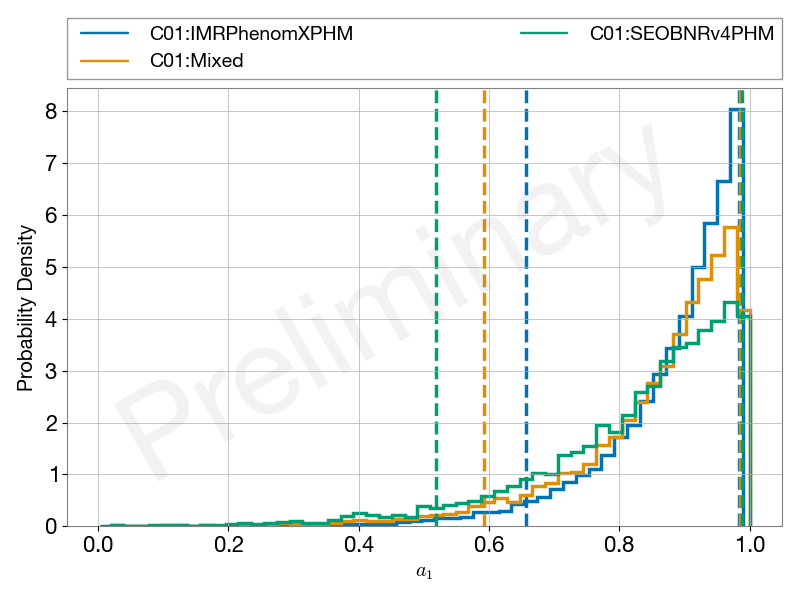 C01:IMRPhenomXPHM
C01:Mixed
C01:SEOBNRv4PHM
Preliminary
Probability Density
8
7
6
5
4
3
2
1
0
0.0 0.2 0.4 0.6 0.8 1.0
a₁